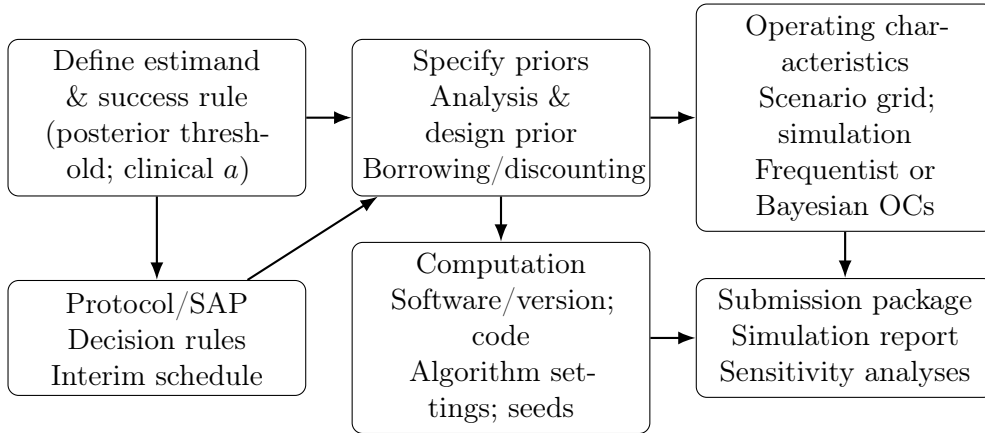 Define estimand
& success rule
(posterior thresh-
old; clinical a)
Specify priors
Analysis &
design prior
Borrowing/discounting
Operating char-
acteristics
Scenario grid;
simulation
Frequentist or
Bayesian OCs
Protocol/SAP
Decision rules
Interim schedule
Computation
Software/version;
code
Algorithm set-
tings; seeds
Submission package
Simulation report
Sensitivity analyses